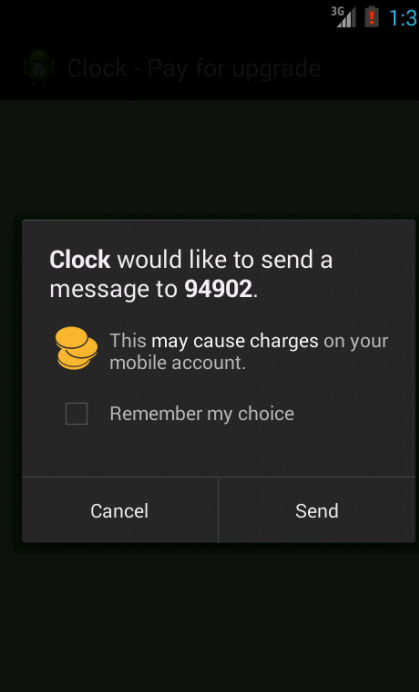 3G
1:3
Clock - Pay for upgrade
Clock would like to send a
message to 94902.
This may cause charges on your
mobile account.
Remember my choice
Cancel
Send